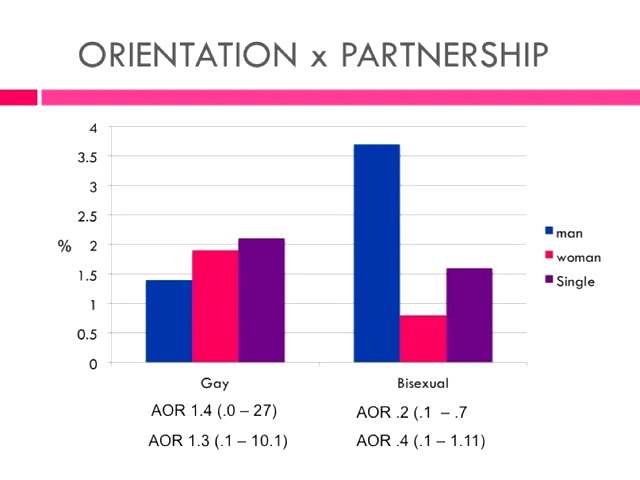 ORIENTATION x PARTNERSHIP
4
3.5
3
2.5
2
1.5
1
0.5
0
%
man
woman
Single
Gay
Bisexual
AOR 1.4 (.0 – 27)
AOR .2 (.1 – .7
AOR 1.3 (.1 – 10.1)
AOR .4 (.1 – 1.11)